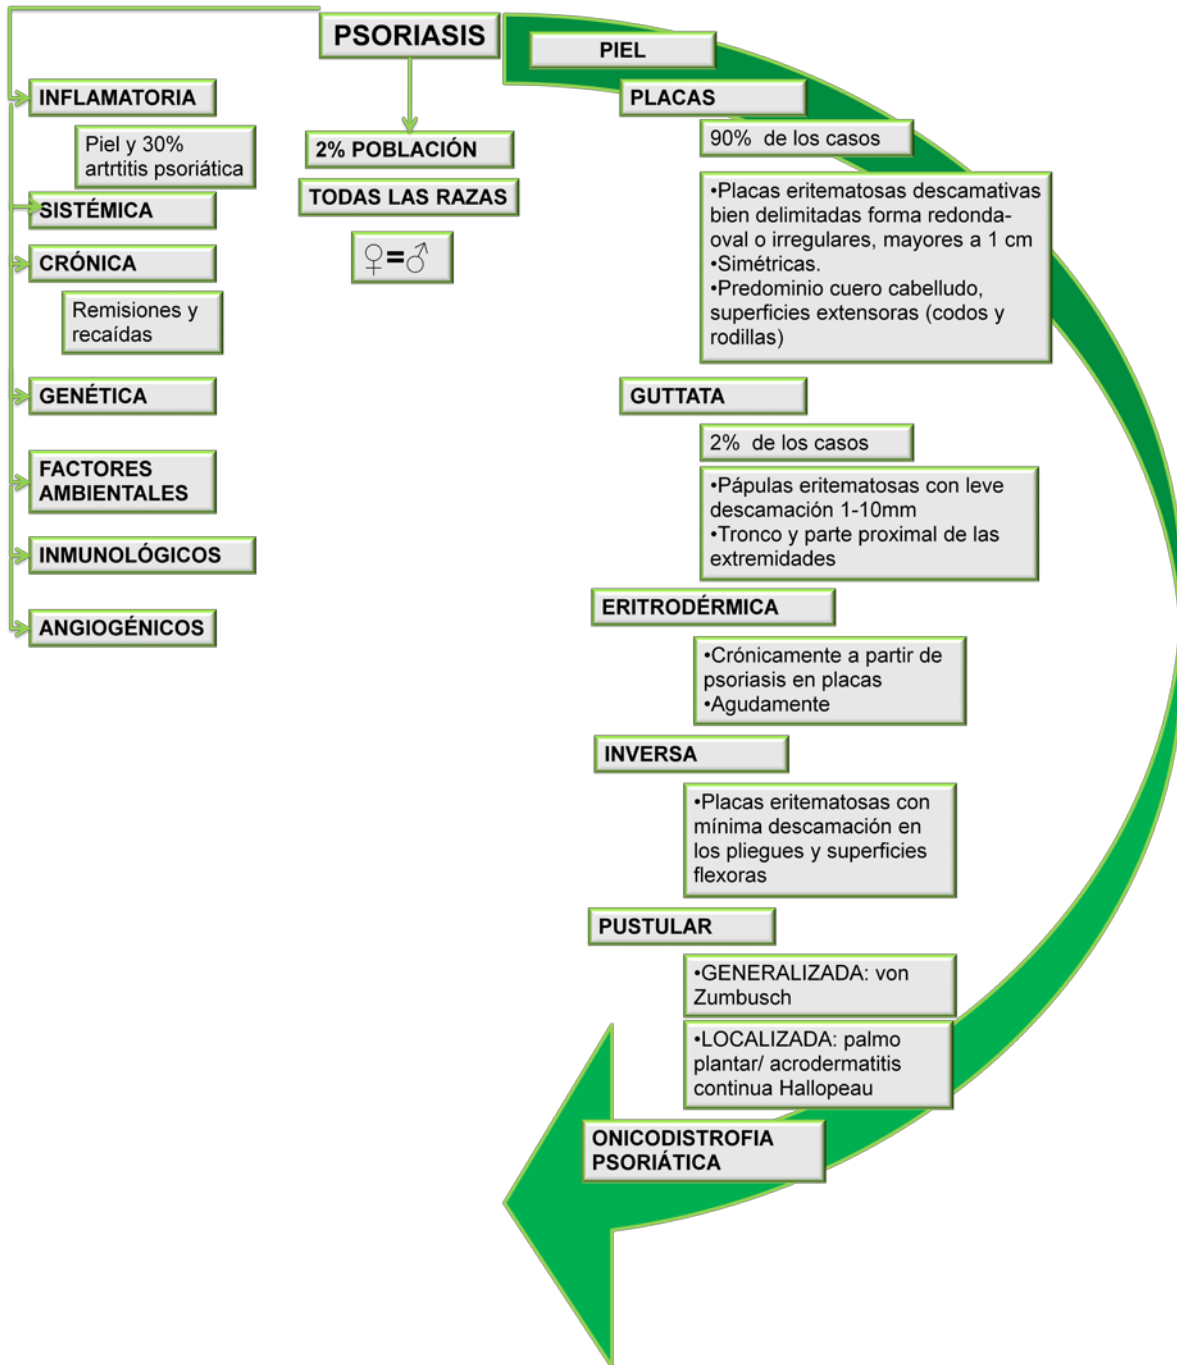 PSORIASIS
INFLAMATORIA
Piel y 30%
artrtitis psoriática
SISTÉMICA
CRÓNICA
Remisiones y
recaídas
GENÉTICA
FACTORES
AMBIENTALES
INMUNOLÓGICOS
ANGIOGÉNICOS
2% POBLACIÓN
TODAS LAS RAZAS
♀=♂
PIEL
PLACAS
90%  de los casos
•Placas eritematosas descamativas
bien delimitadas forma redonda-
oval o irregulares, mayores a 1 cm
•Simétricas.
•Predominio cuero cabelludo,
superficies extensoras (codos y
rodillas)
GUTTATA
2%  de los casos
•Pápulas eritematosas con leve
descamación 1-10mm
•Tronco y parte proximal de las
extremidades
ERITRODÉRMICA
•Crónicamente a partir de
psoriasis en placas
•Agudamente
INVERSA
•Placas eritematosas con
mínima descamación en
los pliegues y superficies
flexoras
PUSTULAR
•GENERALIZADA: von
Zumbusch
•LOCALIZADA: palmo
plantar/ acrodermatitis
continua Hallopeau
ONICODISTROFIA
PSORIÁTICA